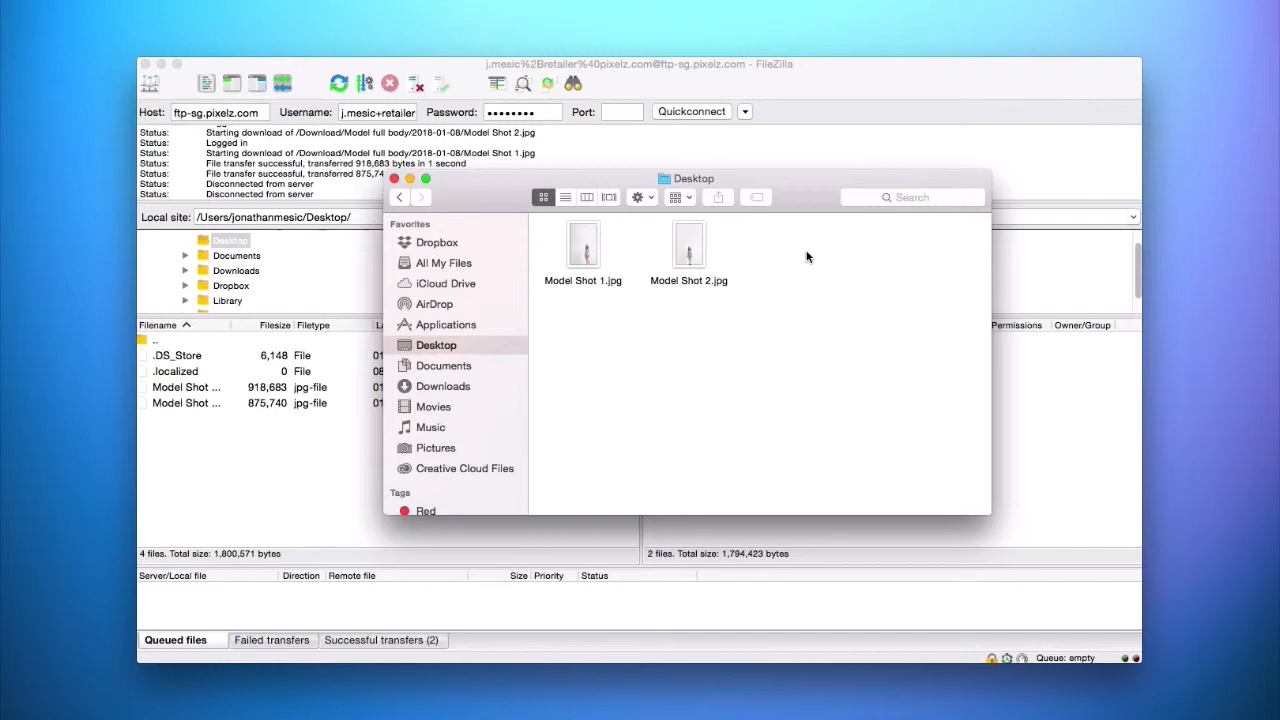 j.mesic%2Bretailer%40pixelz.com@ftp-sg.pixelz.com - FileZilla
Host: ftp-sg.pixelz.com Username: j.mesic+retailer Password: •••••••• Port: Quickconnect
Status: Starting download of /Download/Model full body/2018-01-08/Model Shot 2.jpg
Status: Logged in
Status: Starting download of /Download/Model full body/2018-01-08/Model Shot 1.jpg
Status: File transfer successful, transferred 918,683 bytes in 1 second
Status: File transfer successful, transferred 875,74
Status: Disconnected from server
Status: Disconnected from server
Local site: /Users/jonathanmesic/Desktop/
Desktop
Documents
Downloads
Dropbox
Library
Filename Filesize Filetype La
..
.DS_Store 6,148 File 01
.localized 0 File 08
Model Shot ... 918,683 jpg-file 01
Model Shot ... 875,740 jpg-file 01
4 files. Total size: 1,800,571 bytes
Desktop
Search
Favorites
Dropbox
All My Files
iCloud Drive
AirDrop
Applications
Desktop
Documents
Downloads
Movies
Music
Pictures
Creative Cloud Files
Tags
Red
Model Shot 1.jpg
Model Shot 2.jpg
Permissions Owner/Group
2 files. Total size: 1,794,423 bytes
Server/Local file Direction Remote file Size Priority Status
Queued files Failed transfers Successful transfers (2)
Queue: empty